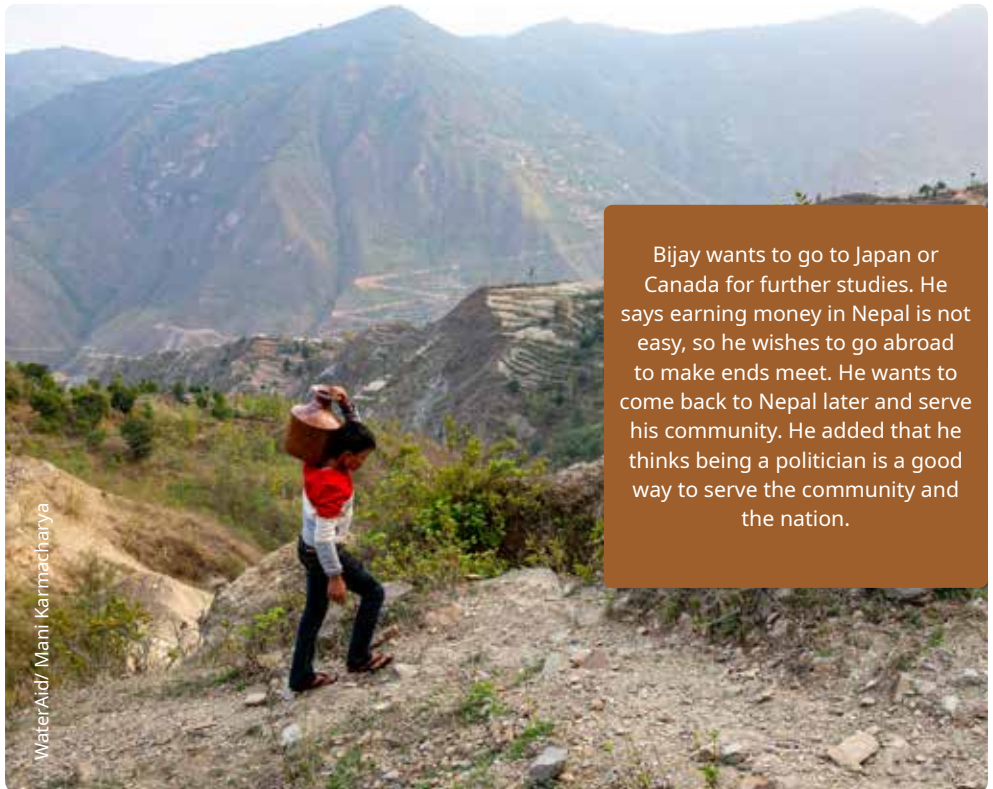 Bijay wants to go to Japan or
Canada for further studies. He
says earning money in Nepal is not
easy, so he wishes to go abroad
to make ends meet. He wants to
come back to Nepal later and serve
his community. He added that he
thinks being a politician is a good
way to serve the community and
the nation.
WaterAid/ Mani Karmacharya